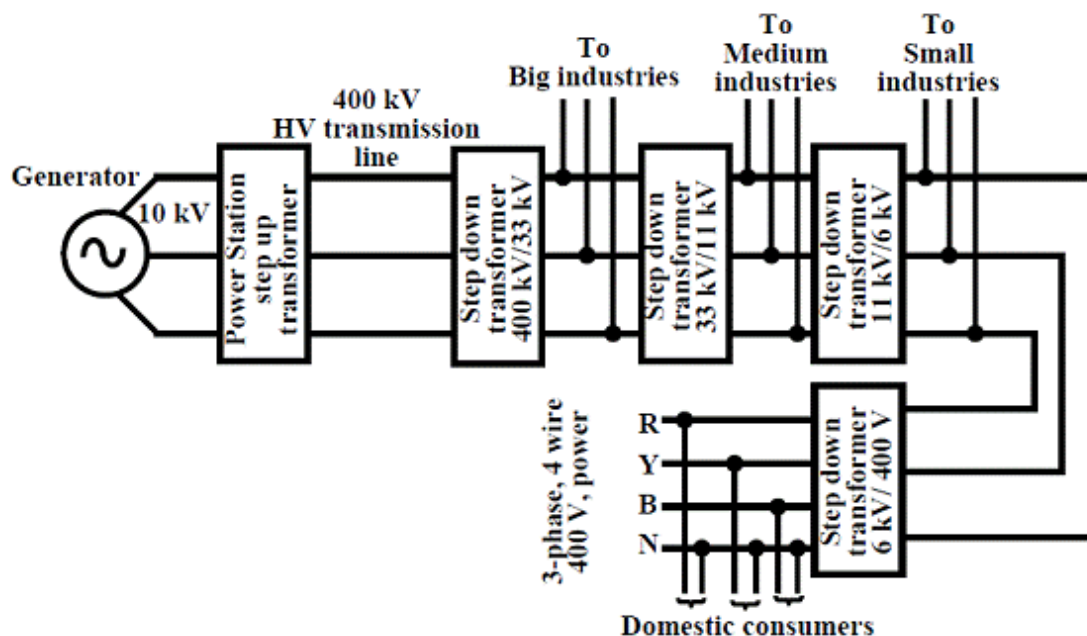 To
Big industries
To
Medium
industries
To
Small
industries
400 kV
HV transmission
line
Generator
10 kV
Power Station
step up
transformer
Step down
transformer
400 kV/33 kV
Step down
transformer
33 kV/11 kV
Step down
transformer
11 kV/6 kV
3-phase, 4 wire
400 V, power
R
Y
B
N
Step down
transformer
6 kV/ 400 V
Domestic consumers